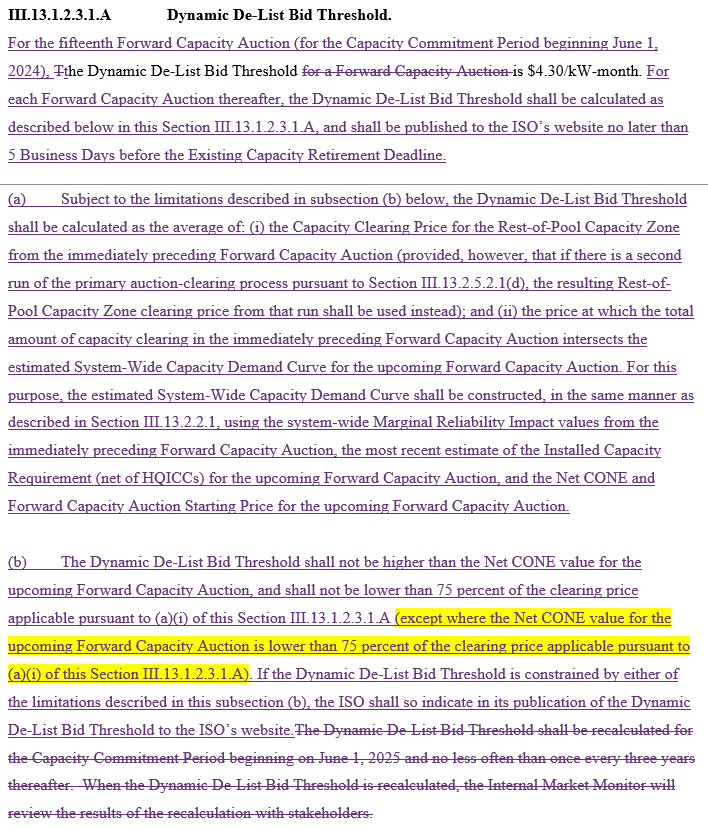 III.13.1.2.3.1.A Dynamic De-List Bid Threshold.
For the fifteenth Forward Capacity Auction (for the Capacity Commitment Period beginning June 1,
2024), Tthe Dynamic De-List Bid Threshold for a Forward Capacity Auction is $4.30/kW-month. For
each Forward Capacity Auction thereafter, the Dynamic De-List Bid Threshold shall be calculated as
described below in this Section III.13.1.2.3.1.A, and shall be published to the ISO’s website no later than
5 Business Days before the Existing Capacity Retirement Deadline.
(a) Subject to the limitations described in subsection (b) below, the Dynamic De-List Bid Threshold
shall be calculated as the average of: (i) the Capacity Clearing Price for the Rest-of-Pool Capacity Zone
from the immediately preceding Forward Capacity Auction (provided, however, that if there is a second
run of the primary auction-clearing process pursuant to Section III.13.2.5.2.1(d), the resulting Rest-of-
Pool Capacity Zone clearing price from that run shall be used instead); and (ii) the price at which the total
amount of capacity clearing in the immediately preceding Forward Capacity Auction intersects the
estimated System-Wide Capacity Demand Curve for the upcoming Forward Capacity Auction. For this
purpose, the estimated System-Wide Capacity Demand Curve shall be constructed, in the same manner as
described in Section III.13.2.2.1, using the system-wide Marginal Reliability Impact values from the
immediately preceding Forward Capacity Auction, the most recent estimate of the Installed Capacity
Requirement (net of HQICCs) for the upcoming Forward Capacity Auction, and the Net CONE and
Forward Capacity Auction Starting Price for the upcoming Forward Capacity Auction.
(b) The Dynamic De-List Bid Threshold shall not be higher than the Net CONE value for the
upcoming Forward Capacity Auction, and shall not be lower than 75 percent of the clearing price
applicable pursuant to (a)(i) of this Section III.13.1.2.3.1.A (except where the Net CONE value for the
upcoming Forward Capacity Auction is lower than 75 percent of the clearing price applicable pursuant to
(a)(i) of this Section III.13.1.2.3.1.A). If the Dynamic De-List Bid Threshold is constrained by either of
the limitations described in this subsection (b), the ISO shall so indicate in its publication of the Dynamic
De-List Bid Threshold to the ISO’s website.The Dynamic De-List Bid Threshold shall be recalculated for
the Capacity Commitment Period beginning on June 1, 2025 and no less often than once every three years
thereafter. When the Dynamic De-List Bid Threshold is recalculated, the Internal Market Monitor will
review the results of the recalculation with stakeholders.